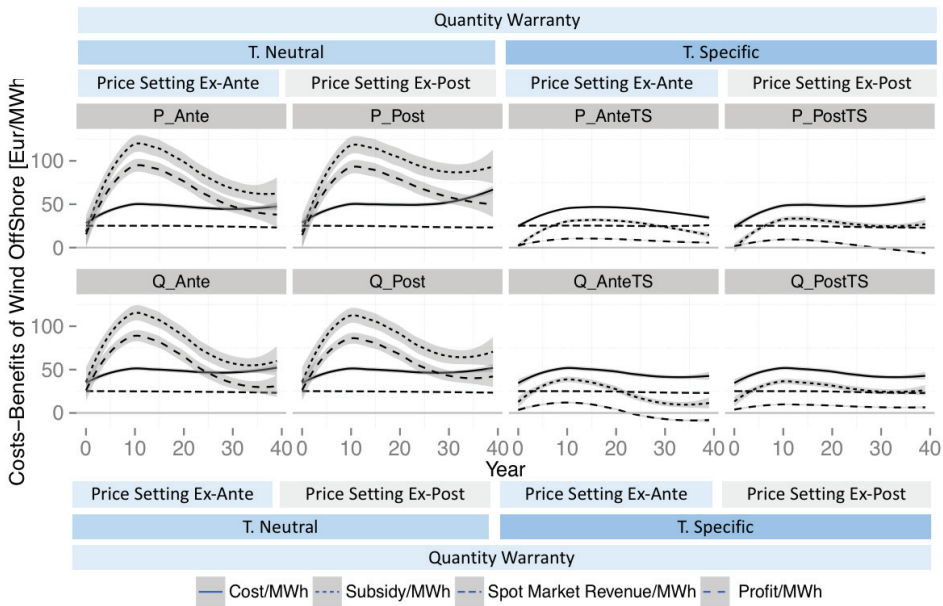 Quantity Warranty
T. Neutral T. Specific
Price Setting Ex-Ante Price Setting Ex-Post Price Setting Ex-Ante Price Setting Ex-Post
P_Ante P_Post P_AnteTS P_PostTS
Costs–Benefits of Wind OffShore [Eur/MWh
100
50
0
Q_Ante Q_Post Q_AnteTS Q_PostTS
100
50
0
0 10 20 30 40 0 10 20 30 40 0 10 20 30 40 0 10 20 30 40
Year
Price Setting Ex-Ante Price Setting Ex-Post Price Setting Ex-Ante Price Setting Ex-Post
T. Neutral T. Specific
Quantity Warranty
Cost/MWh Subsidy/MWh Spot Market Revenue/MWh Profit/MWh